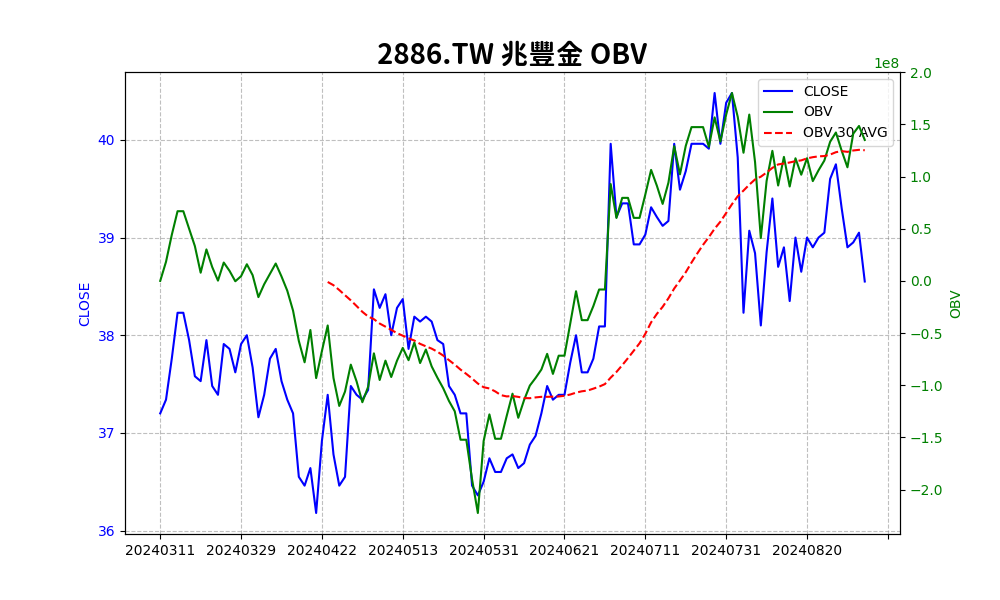 2886.TW 兆豐金 OBV
1e8
CLOSE
OBV
OBV 30 AVG
40
39
38
37
36
CLOSE
2.0
1.5
1.0
0.5
0.0
−0.5
−1.0
−1.5
−2.0
OBV
20240311 20240329 20240422 20240513 20240531 20240621 20240711 20240731 20240820